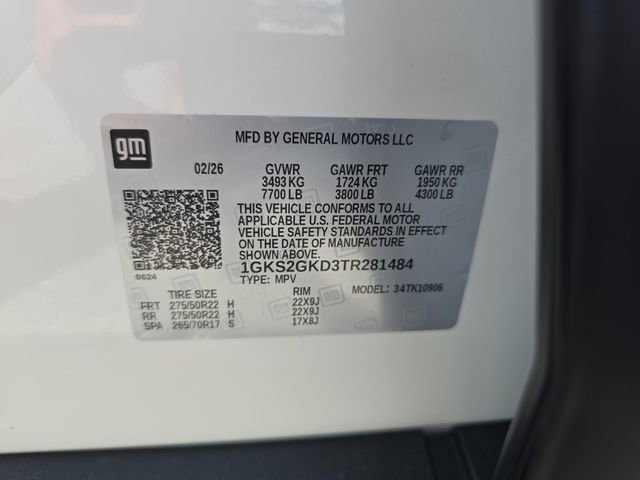 gm
MFD BY GENERAL MOTORS LLC
02/26 GVWR GAWR FRT GAWR RR
3493 KG 1724 KG 1950 KG
7700 LB 3800 LB 4300 LB
THIS VEHICLE CONFORMS TO ALL
APPLICABLE U.S. FEDERAL MOTOR
VEHICLE SAFETY STANDARDS IN EFFECT
ON THE DATE OF MANUFACTURE
SHOWN ABOVE.
1GKS2GKD3TR281484
8624
TYPE: MPV
MODEL: 34TK10906
TIRE SIZE RIM
FRT 275/50R22 H 22X9J
RR 275/50R22 H 22X9J
SPA 265/70R17 S 17X8J